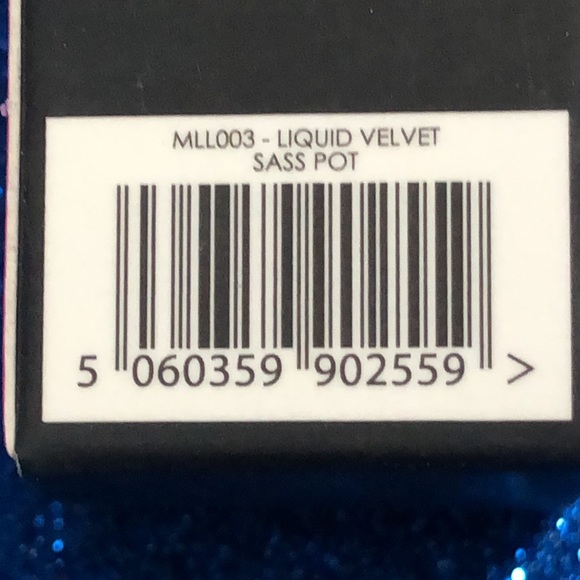 MLL003 - LIQUID VELVET
SASS POT
5 060359 902559 >